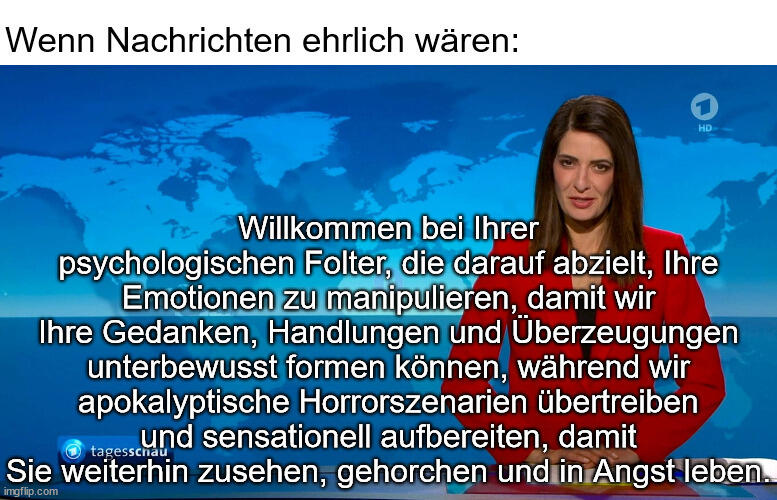 Wenn Nachrichten ehrlich wären:
1
HD
Willkommen bei Ihrer
psychologischen Folter, die darauf abzielt, Ihre
Emotionen zu manipulieren, damit wir
Ihre Gedanken, Handlungen und Überzeugungen
unterbewusst formen können, während wir
apokalyptische Horrorszenarien übertreiben
und sensationell aufbereiten, damit
Sie weiterhin zusehen, gehorchen und in Angst leben.
1 tagesschau
imgflip.com